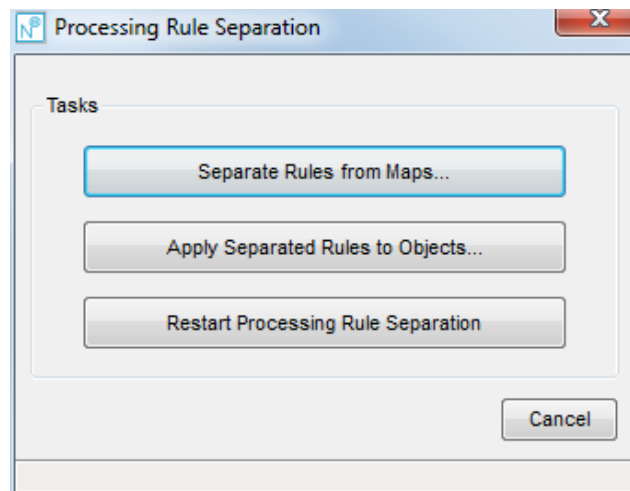 Processing Rule Separation
Tasks
Separate Rules from Maps...
Apply Separated Rules to Objects...
Restart Processing Rule Separation
Cancel